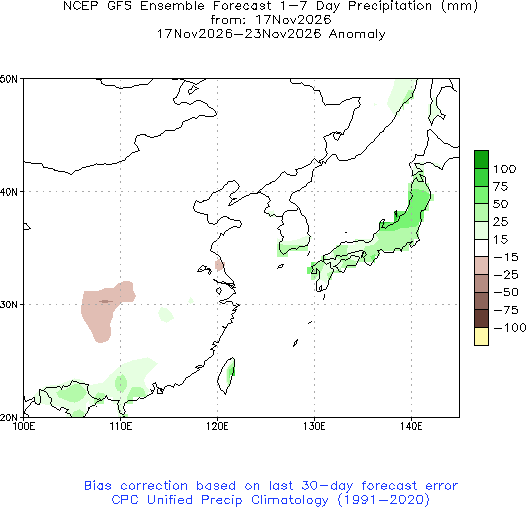 NCEP GFS Ensemble Forecast 1-7 Day Precipitation (mm)
from: 17Nov2026
17Nov2026-23Nov2026 Anomaly
50N
40N
30N
20N
100E 110E 120E 130E 140E
100
75
50
25
15
-15
-25
-50
-75
-100
Bias correction based on last 30-day forecast error
CPC Unified Precip Climatology (1991-2020)